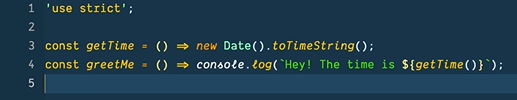 1 'use strict';
2
3 const getTime = () => new Date().toTimeString();
4 const greetMe = () => console.log(`Hey! The time is ${getTime()}`);
5